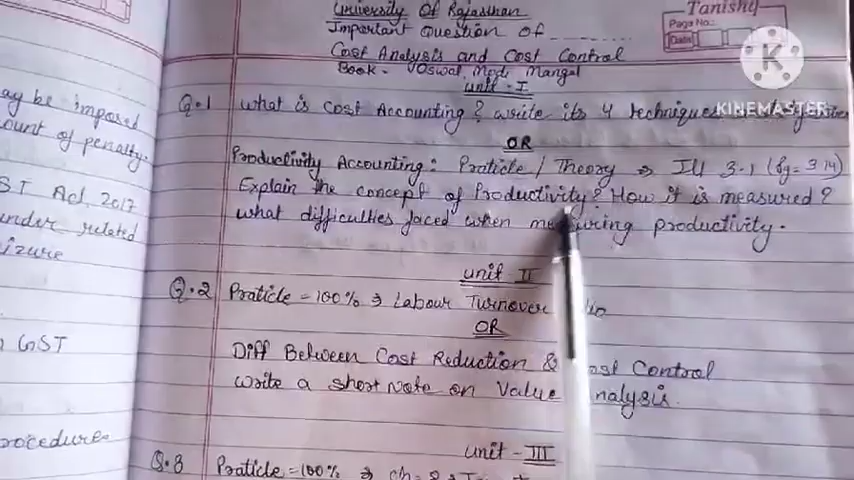 University Of Rajasthan
Important Question of
Cost Analysis and Cost Control
Book - Oswal Modi Mangal
unit - I
Tanishq
Page No.:
Date:
K
KINEMASTER
Q.1 what is Cost Accounting? write its 4 techniques
OR
Productivity Accounting: Praticle / Theory → Ill 3.1 (Pg = 3.14)
Explain the concept of Productivity? How it is measured?
what difficulties faced when measuring productivity.
unit - II
Q.2 Praticle = 100% → Labour Turnover
OR
Diff Between Cost Reduction & Cost Control
write a short note on Value Analysis.
unit - III
Q.3 Praticle = 100% →
ay be imposed
ount of penalty.
ST Act, 2017
under related
izure
GST
rocedure